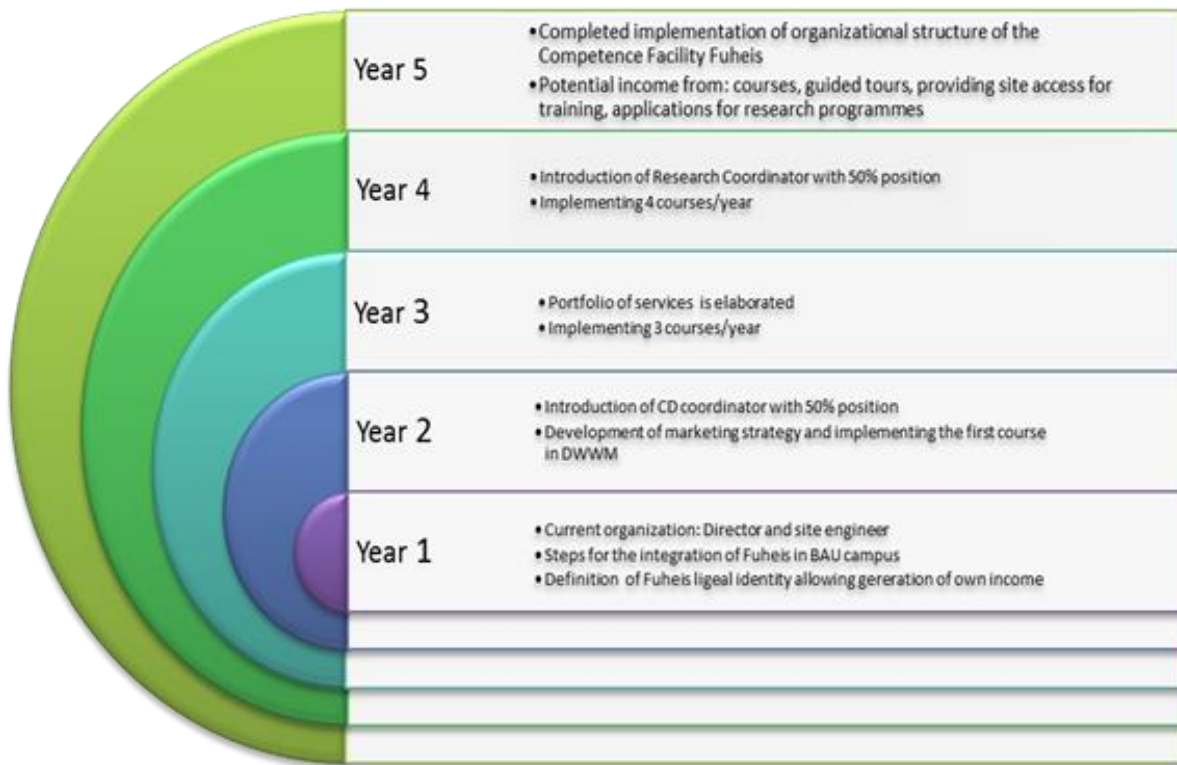 Year 5
•Completed implementation of organizational structure of the
Competence Facility Fuheis
•Potential income from: courses, guided tours, providing site access for
training, applications for research programmes
Year 4
•Introduction of Research Coordinator with 50% position
•Implementing 4 courses/year
Year 3
•Portfolio of services is elaborated
•Implementing 3 courses/year
Year 2
•Introduction of CD coordinator with 50% position
•Development of marketing strategy and implementing the first course
in DWWM
Year 1
•Current organization: Director and site engineer
•Steps for the integration of Fuheis in BAU campus
•Definition of Fuheis ligeal identity allowing gereration of own income